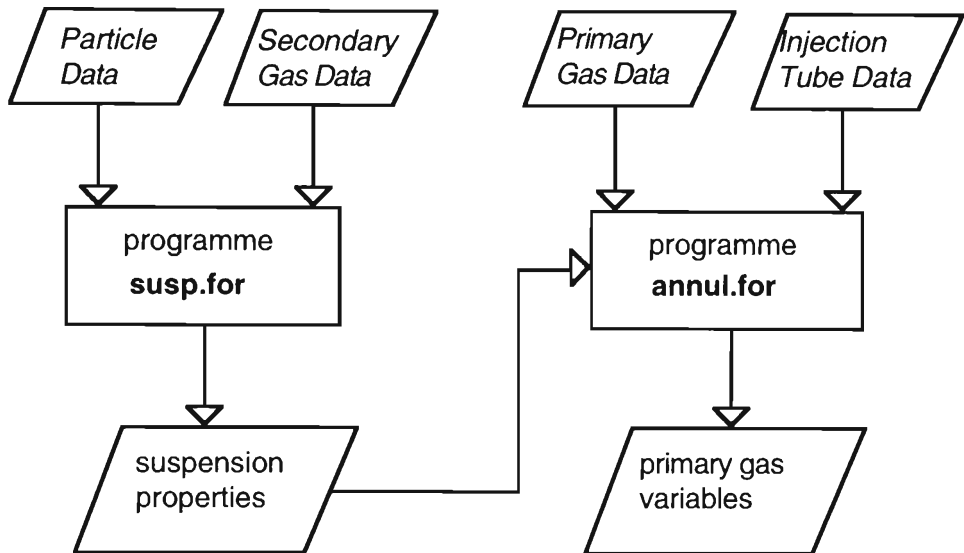 Particle
Data
Secondary
Gas Data
Primary
Gas Data
Injection
Tube Data
programme
susp.for
programme
annul.for
suspension
properties
primary gas
variables